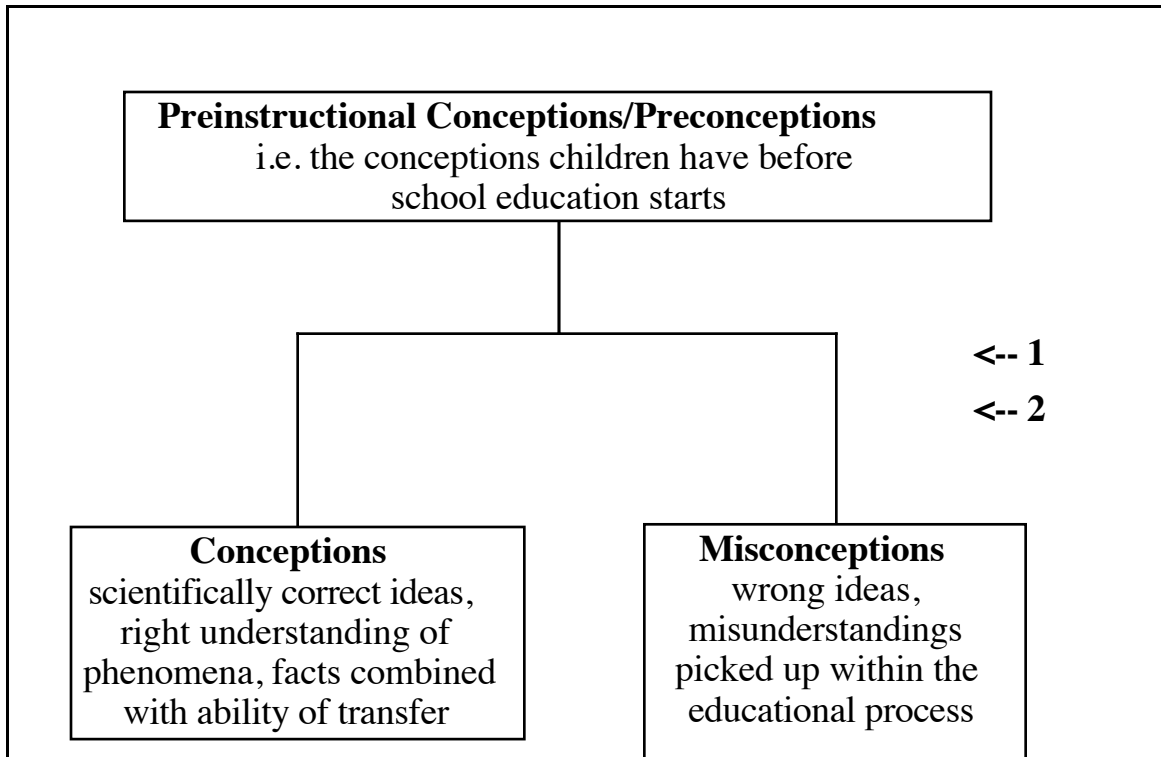 Preinstructional Conceptions/Preconceptions
i.e. the conceptions children have before
school education starts
<-- 1
<-- 2
Conceptions
scientifically correct ideas,
right understanding of
phenomena, facts combined
with ability of transfer
Misconceptions
wrong ideas,
misunderstandings
picked up within the
educational process